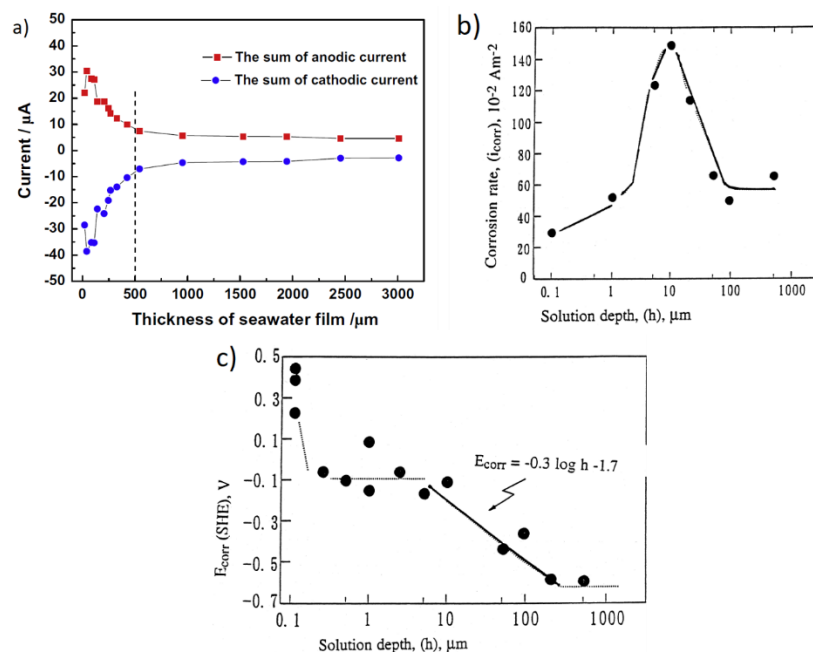 a)
50
40
30
20
10
0
-10
-20
-30
-40
-50
Current / μA
The sum of anodic current
The sum of cathodic current
0 500 1000 1500 2000 2500 3000
Thickness of seawater film /μm
b)
160
140
120
100
80
60
40
20
0
Corrosion rate, (icorr), 10-2 Am-2
0.1 1 10 100 1000
Solution depth, (h), μm
c)
0.5
0.3
0.1
-0.1
-0.3
-0.5
-0.7
Ecorr (SHE), V
Ecorr = -0.3 log h -1.7
0.1 1 10 100 1000
Solution depth, (h), μm